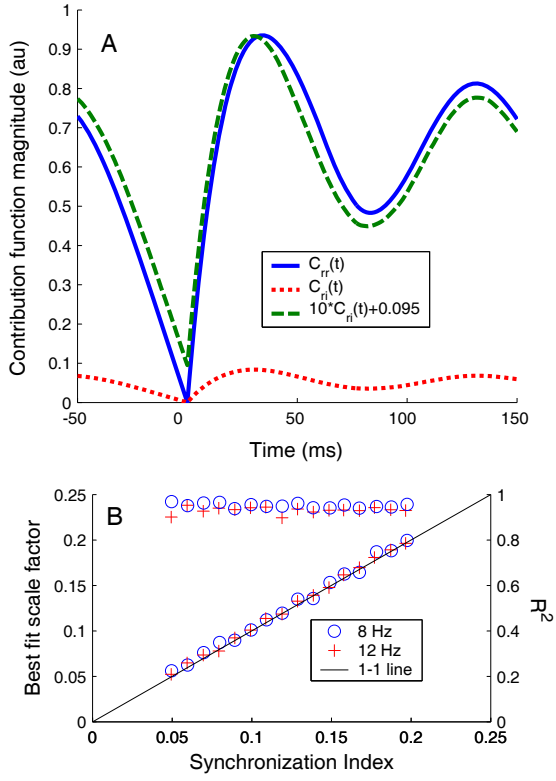 A
Contribution function magnitude (au)
1
0.9
0.8
0.7
0.6
0.5
0.4
0.3
0.2
0.1
0
C_rr(t)
C_ri(t)
10*C_ri(t)+0.095
-50
0
50
100
150
Time (ms)
B
Best fit scale factor
0.25
0.2
0.15
0.1
0.05
0
1
0.8
0.6
0.4
0.2
0
R^2
8 Hz
12 Hz
1-1 line
0
0.05
0.1
0.15
0.2
0.25
Synchronization Index